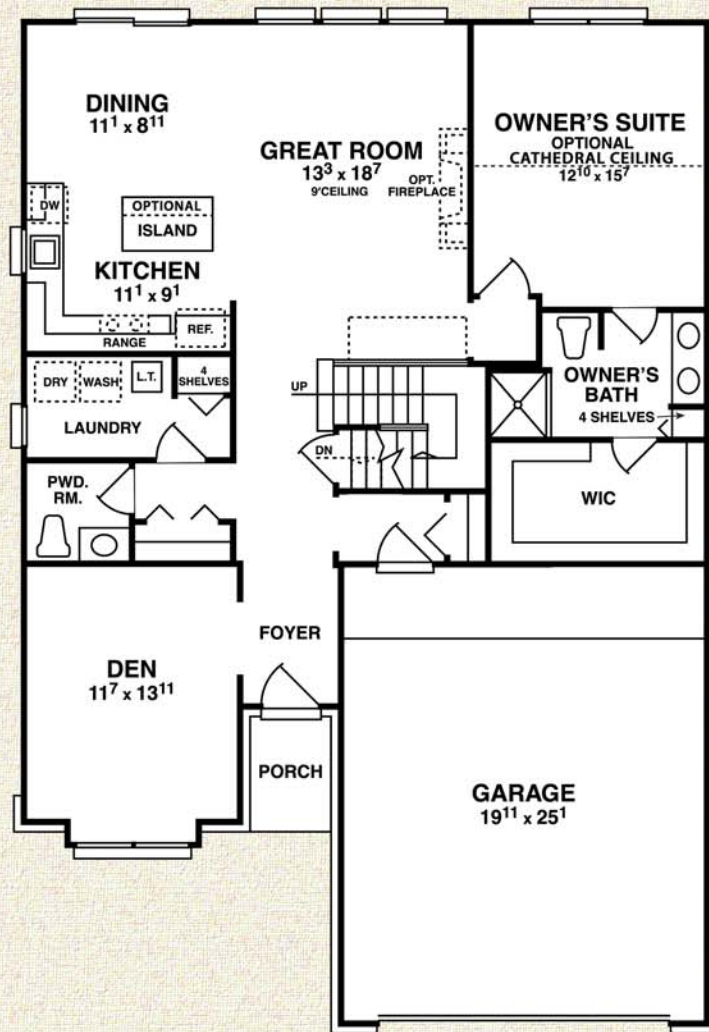 DINING
11¹ x 8¹¹
GREAT ROOM
13³ x 18⁷
9'CEILING
OPT.
FIREPLACE
OWNER'S SUITE
OPTIONAL
CATHEDRAL CEILING
12¹⁰ x 15⁷
DW
OPTIONAL
ISLAND
KITCHEN
11¹ x 9¹
RANGE
REF.
DRY
WASH
L.T.
4
SHELVES
LAUNDRY
UP
DN
OWNER'S
BATH
4 SHELVES
WIC
PWD.
RM.
FOYER
DEN
11⁷ x 13¹¹
PORCH
GARAGE
19¹¹ x 25¹